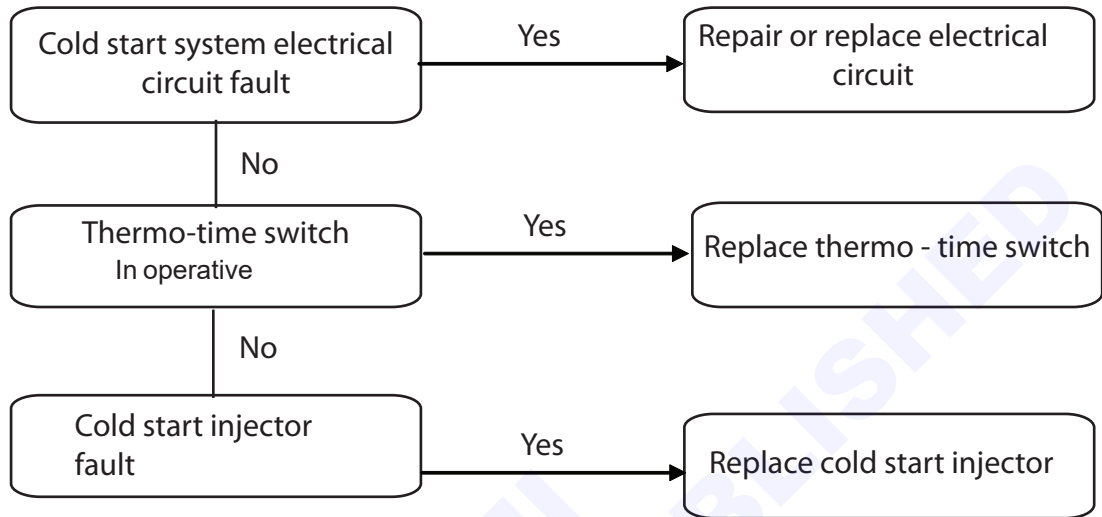 Cold start system electrical
circuit fault
Yes
Repair or replace electrical
circuit
No
Thermo-time switch
In operative
Yes
Replace thermo - time switch
No
Cold start injector
fault
Yes
Replace cold start injector